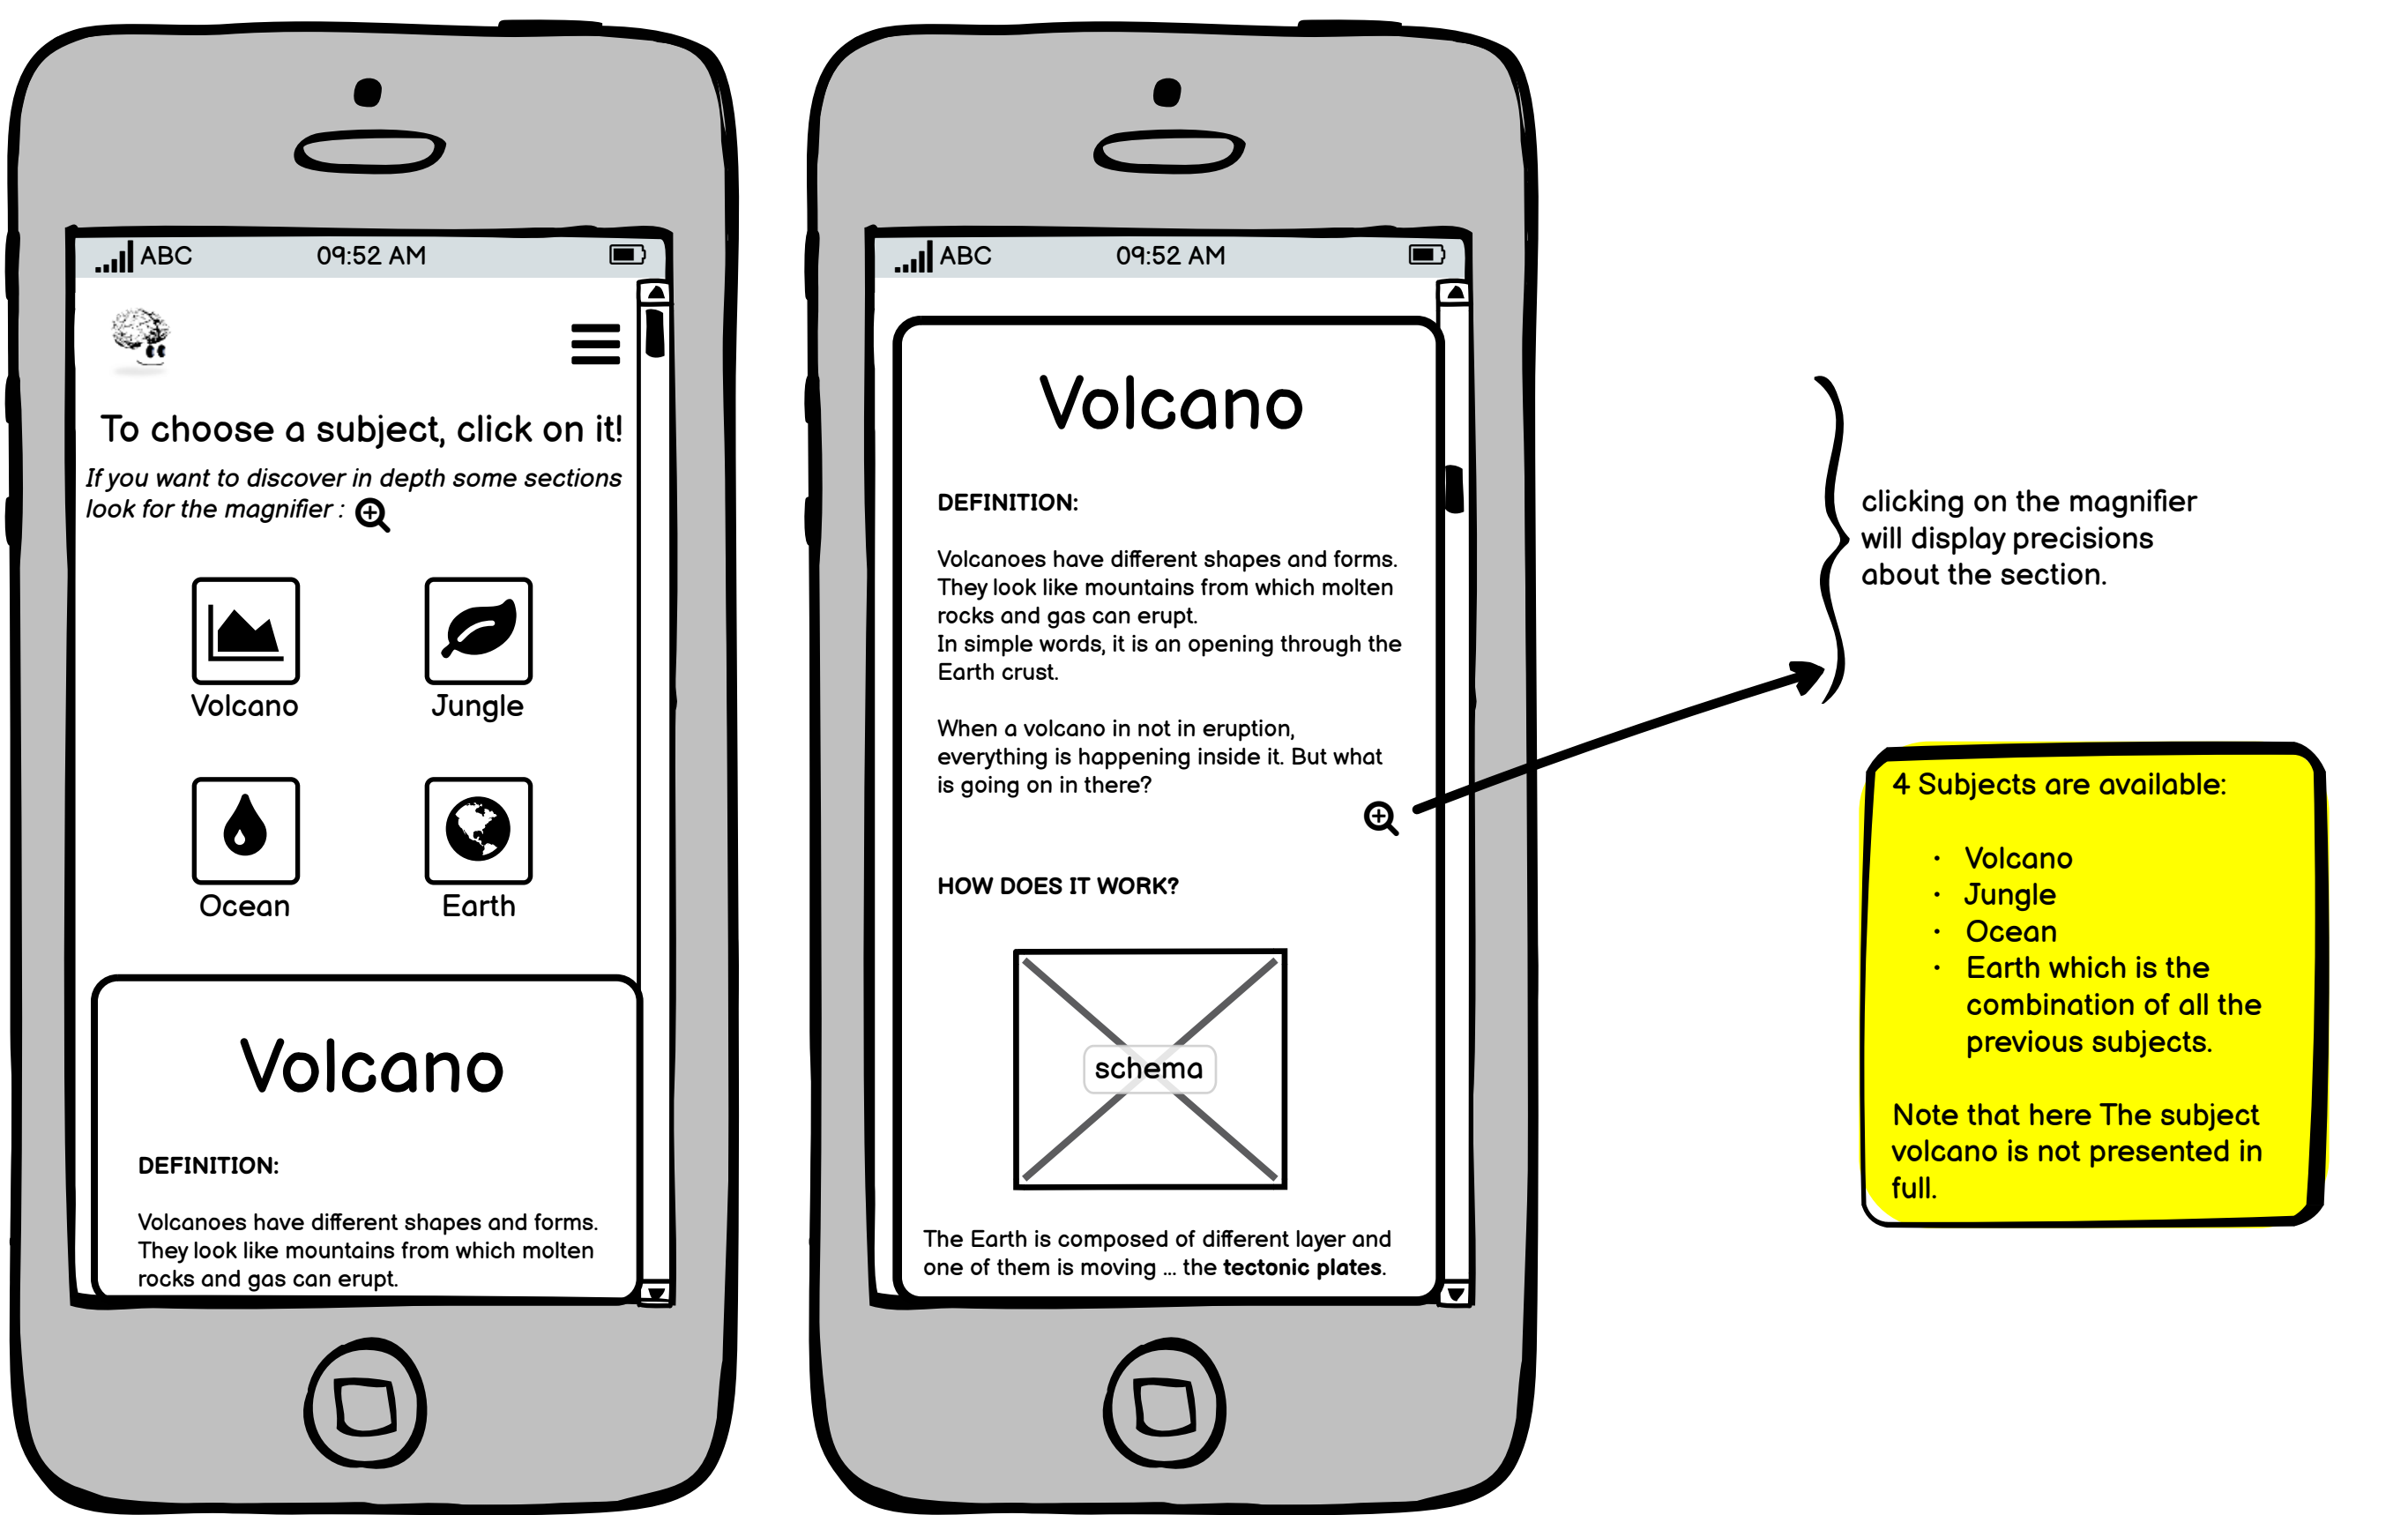 ABC 09:52 AM
To choose a subject, click on it!
If you want to discover in depth some sections
look for the magnifier :
Volcano Jungle
Ocean Earth
Volcano
DEFINITION:
Volcanoes have different shapes and forms.
They look like mountains from which molten
rocks and gas can erupt.
ABC 09:52 AM
Volcano
DEFINITION:
Volcanoes have different shapes and forms.
They look like mountains from which molten
rocks and gas can erupt.
In simple words, it is an opening through the
Earth crust.
When a volcano in not in eruption,
everything is happening inside it. But what
is going on in there?
HOW DOES IT WORK?
schema
The Earth is composed of different layer and
one of them is moving ... the tectonic plates.
clicking on the magnifier
will display precisions
about the section.
4 Subjects are available:
· Volcano
· Jungle
· Ocean
· Earth which is the
combination of all the
previous subjects.
Note that here The subject
volcano is not presented in
full.